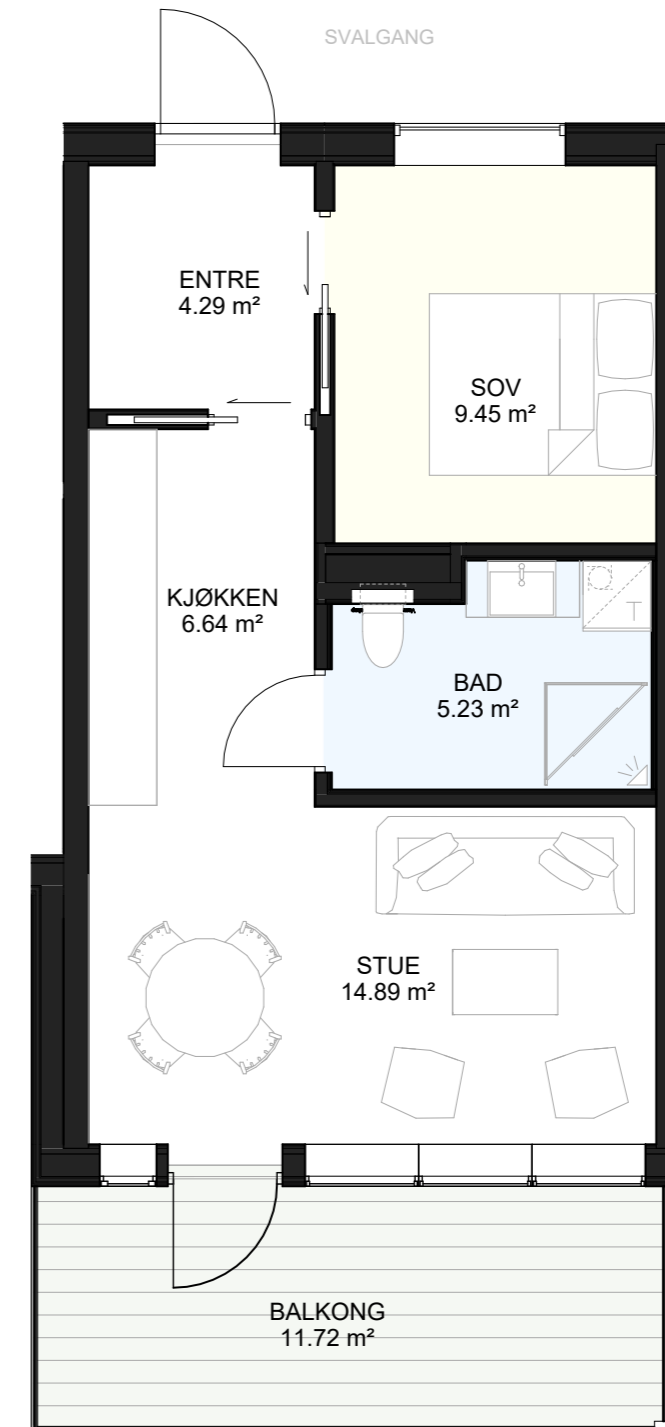 SVALGANG
ENTRE
4.29 m²
SOV
9.45 m²
KJØKKEN
6.64 m²
BAD
5.23 m²
T
STUE
14.89 m²
BALKONG
11.72 m²